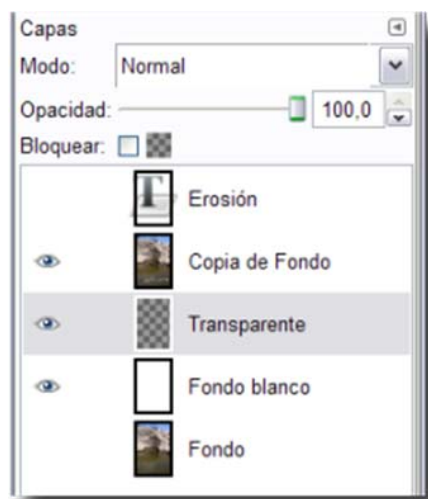 Capas
Modo: Normal
Opacidad: 100,0
Bloquear:
T Erosión
Copia de Fondo
Transparente
Fondo blanco
Fondo